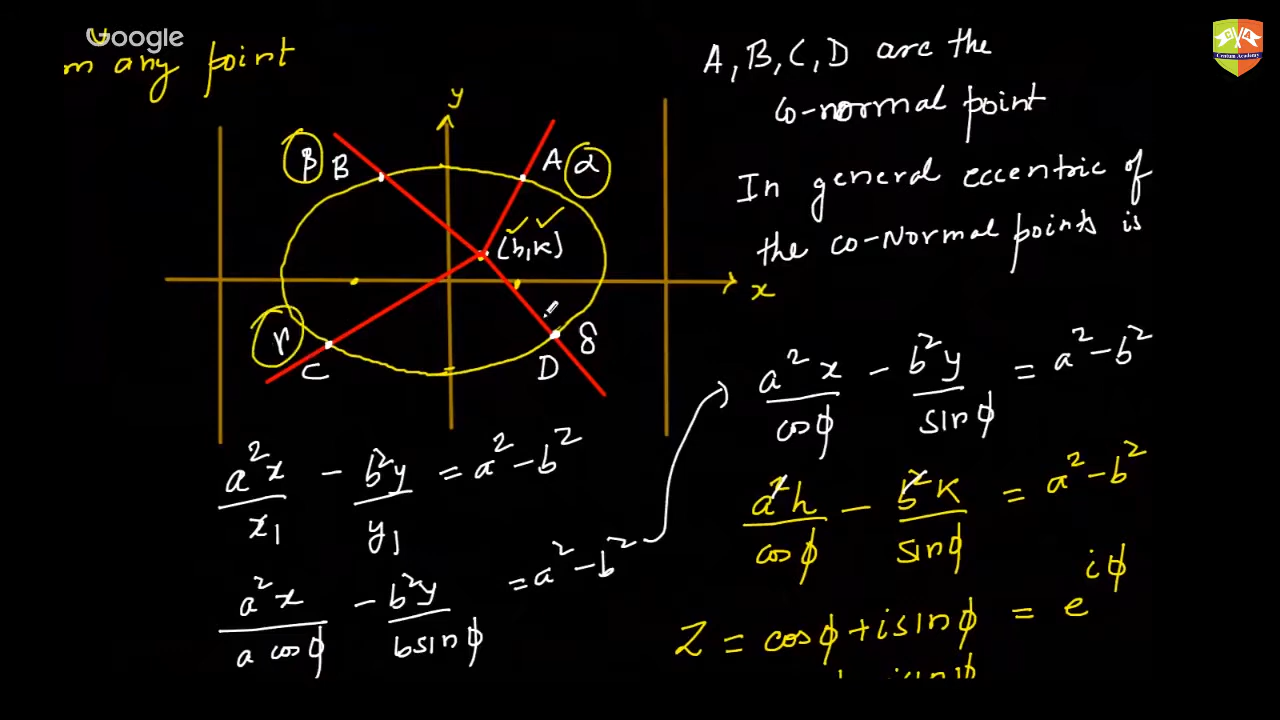 Google
m any point
y
β B
A α
(h,k)
x
γ
C
D
δ
a²x/x₁ − b²y/y₁ = a²−b²
a²x/a cosϕ − b²y/b sinϕ = a²−b²
A, B, C, D are the
co-normal point
In general eccentric of
the co-Normal points is
a²x/cosϕ − b²y/sinϕ = a²−b²
a²h/cosϕ − b²k/sinϕ = a²−b²
Z = cosϕ+isinϕ = e^iϕ